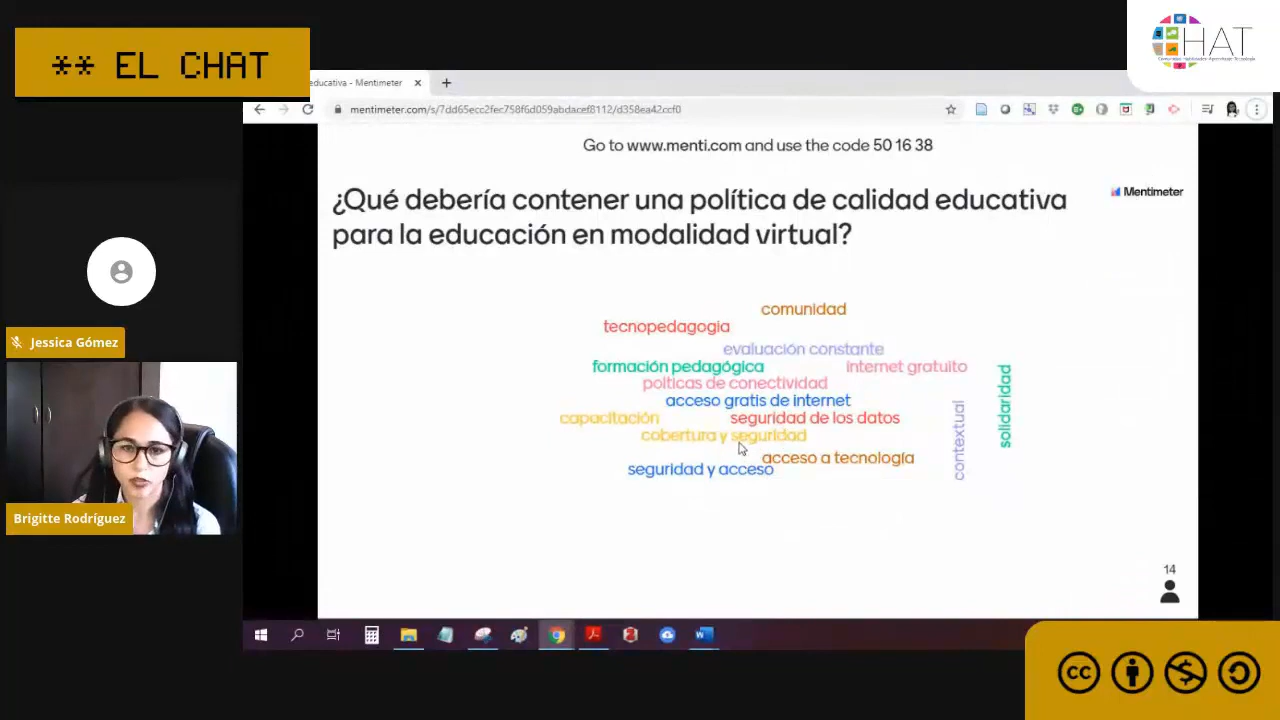 ** EL CHAT
HAT
educativa - Mentimeter
mentimeter.com/s/7dd65ecc2fec758f6d059abdacef8112/d358ea42ccf0
Go to www.menti.com and use the code 50 16 38
¿Qué debería contener una política de calidad educativa
para la educación en modalidad virtual?
Mentimeter
comunidad
tecnopedagogia
evaluación constante
formación pedagógica
internet gratuito
políticas de conectividad
acceso gratis de internet
capacitación
seguridad de los datos
cobertura y seguridad
acceso a tecnología
seguridad y acceso
contextual
solidaridad
14
Jessica Gómez
Brigitte Rodríguez
cc